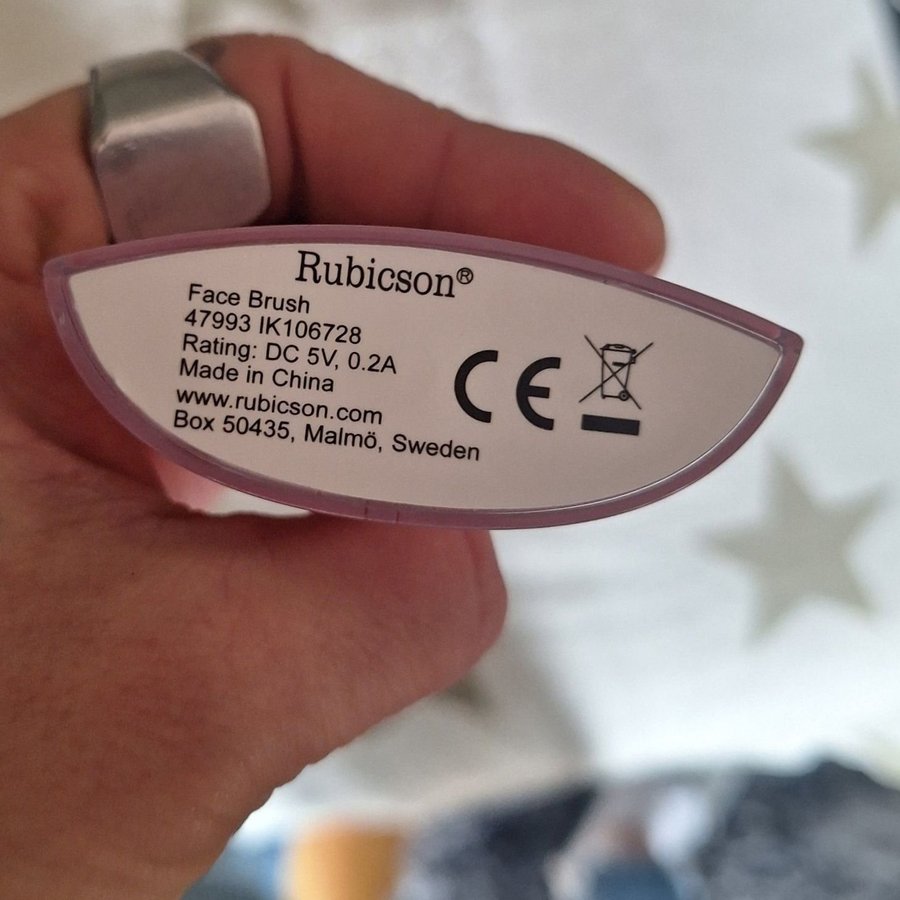 Rubicson®
Face Brush
47993 IK106728
Rating: DC 5V, 0.2A
Made in China
www.rubicson.com
Box 50435, Malmö, Sweden
CE